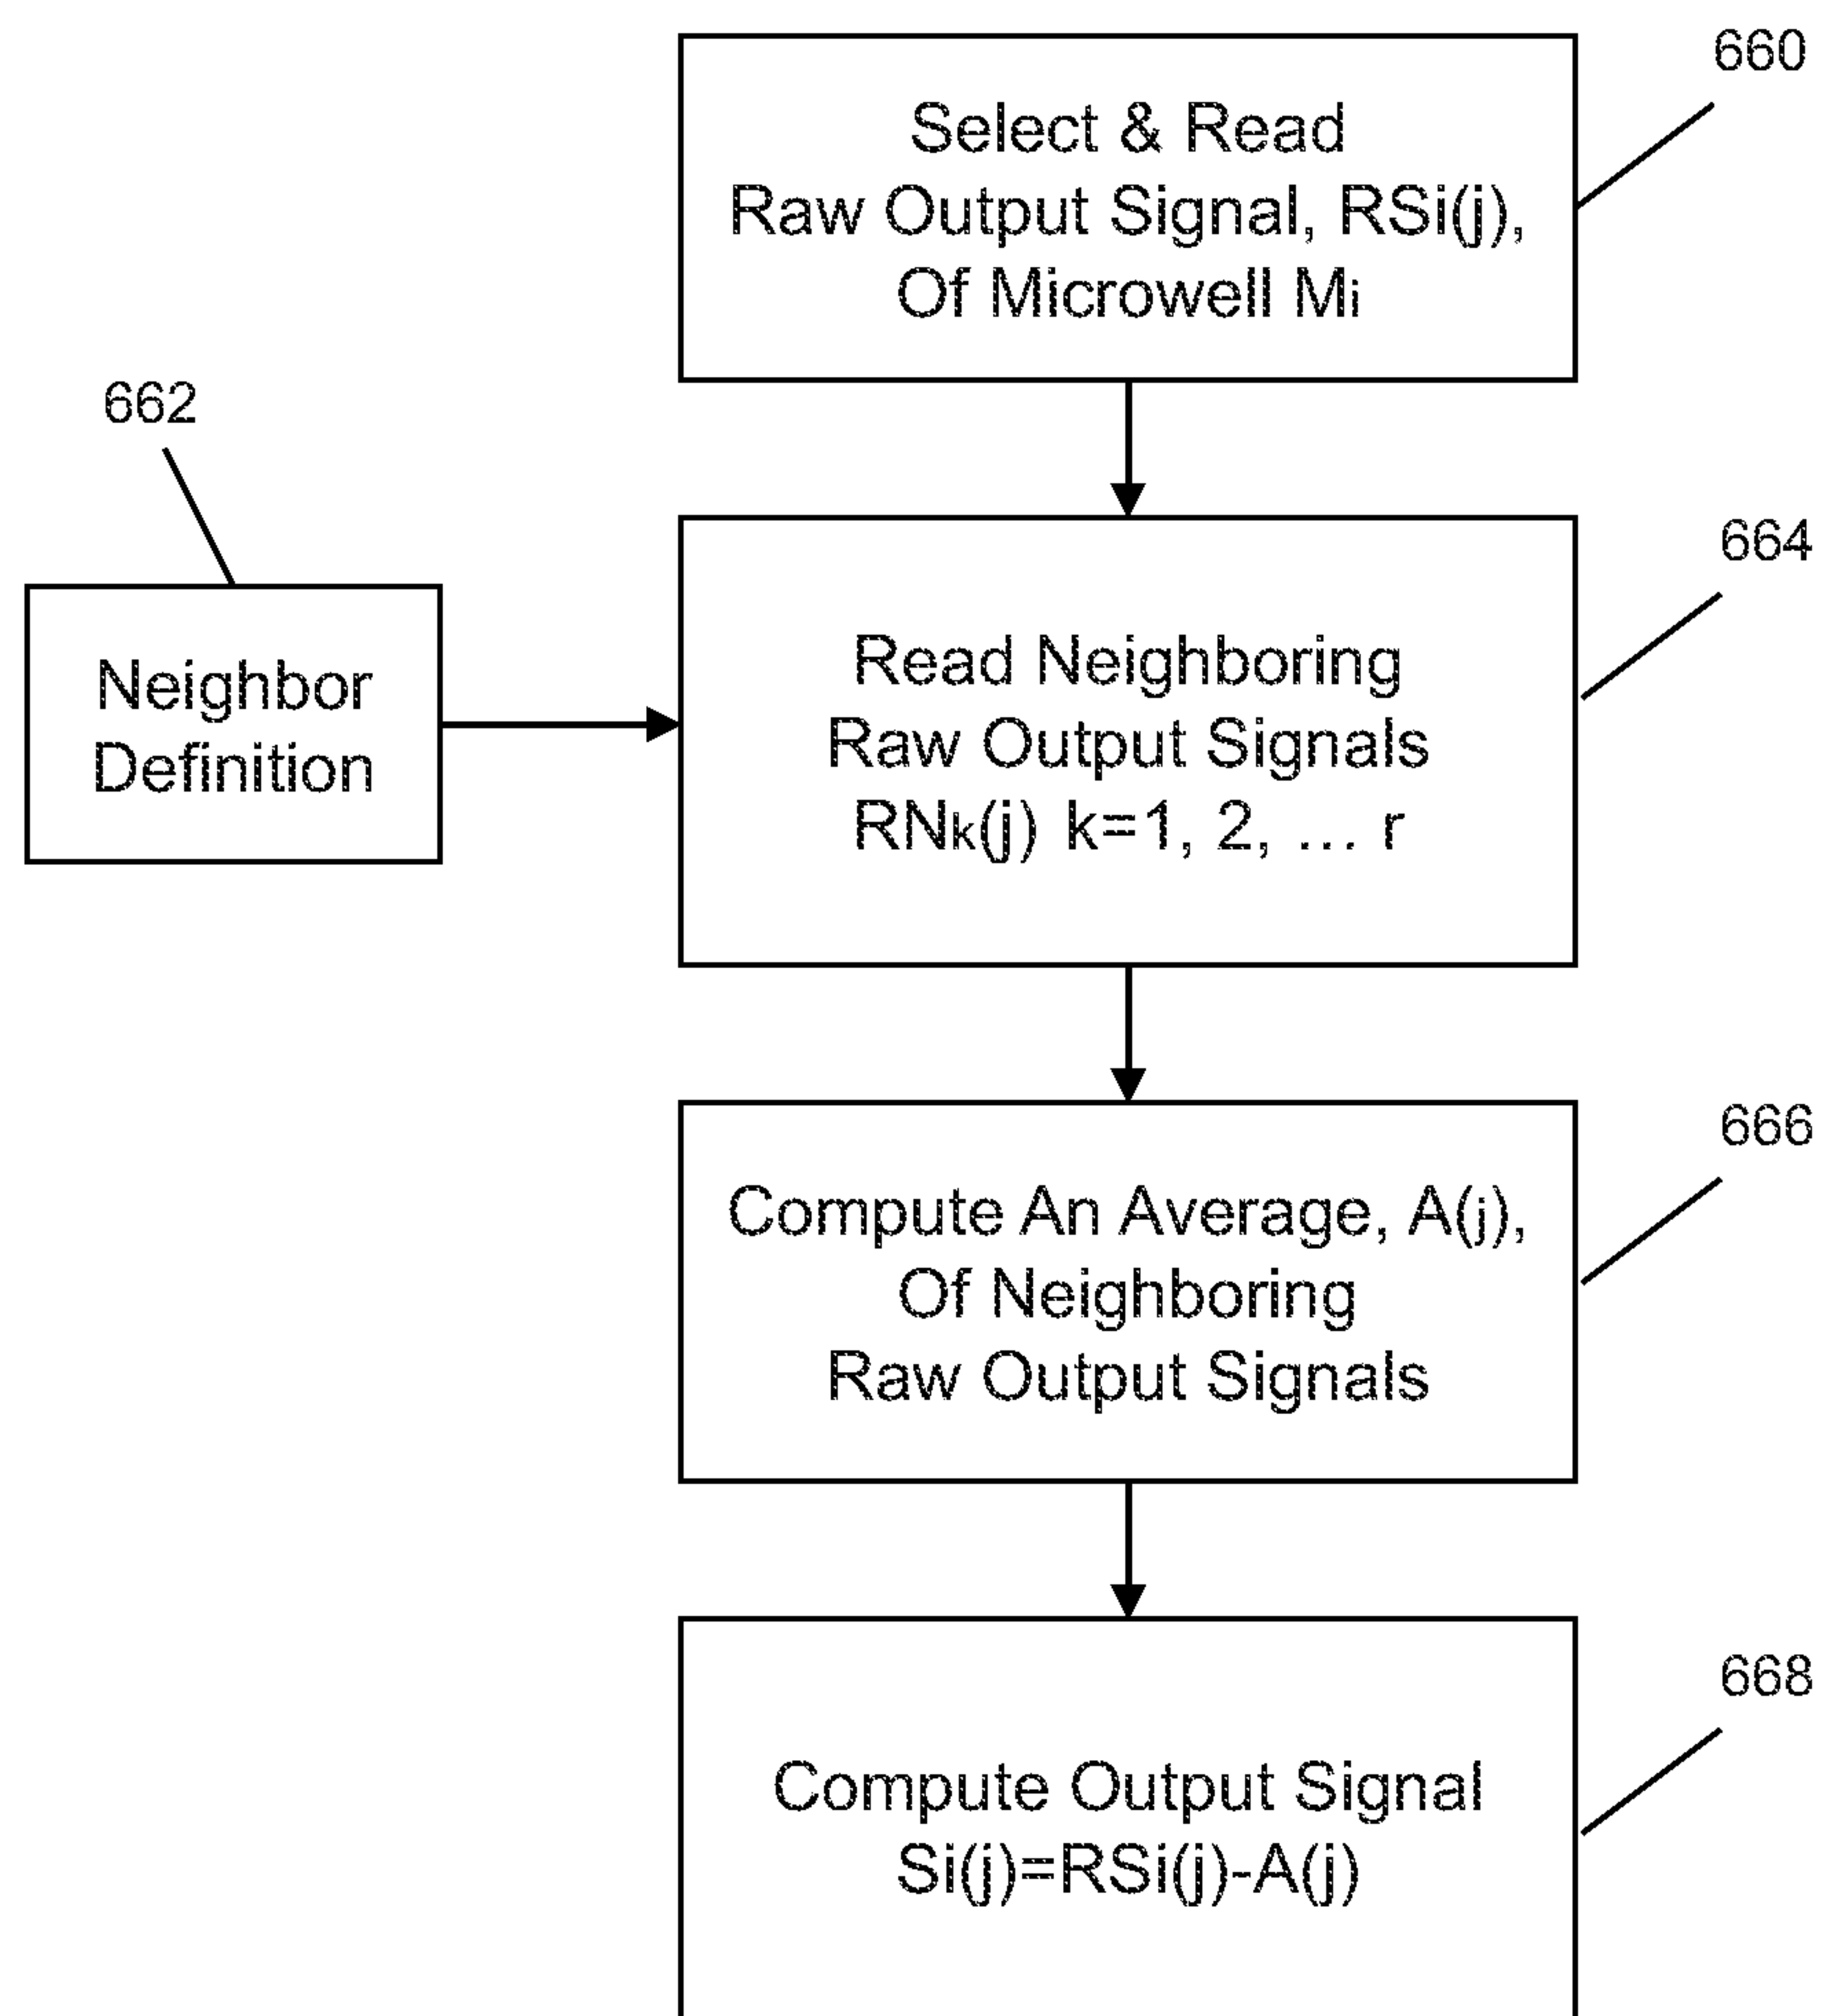 660
Select & Read
Raw Output Signal, RSi(j),
Of Microwell Mi
662
Neighbor
Definition
664
Read Neighboring
Raw Output Signals
RNk(j) k=1, 2, ... r
666
Compute An Average, A(j),
Of Neighboring
Raw Output Signals
668
Compute Output Signal
Si(j)=RSi(j)-A(j)